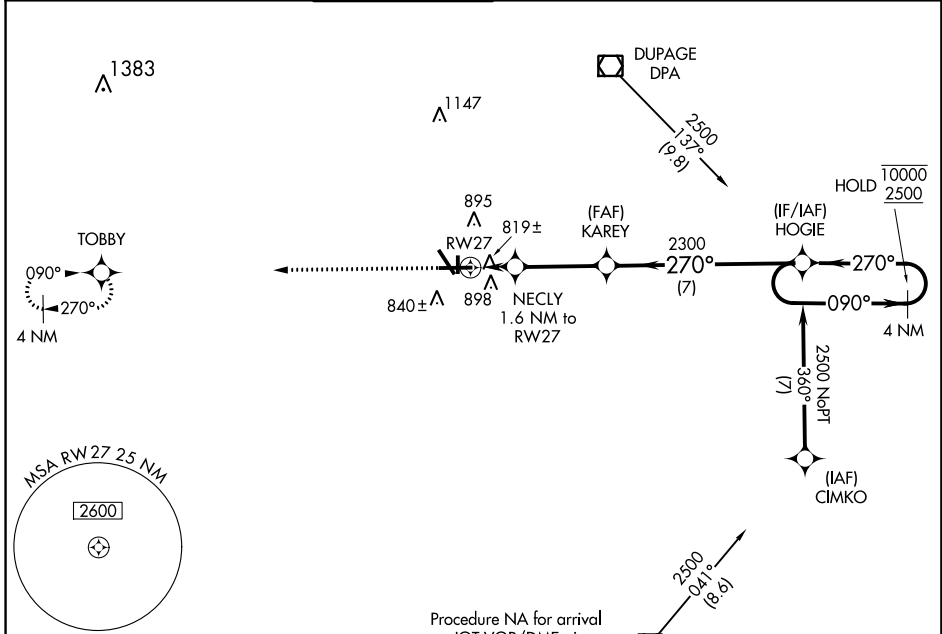 1383
DUPAGE
DPA
1147
2500
137°
(9.8)
HOLD
10000
2500
895
819±
(FAF)
KAREY
(IF/IAF)
HOGIE
TOBBY
RW27
2300
270°
(7)
270°
090°
270°
4 NM
840±
898
NECLY
1.6 NM to
RW27
090°
4 NM
2500 NoPT
360°
(7)
(IAF)
CIMKO
MSA RW 27 25 NM
2600
2500
041°
(8.6)
Procedure NA for arrival